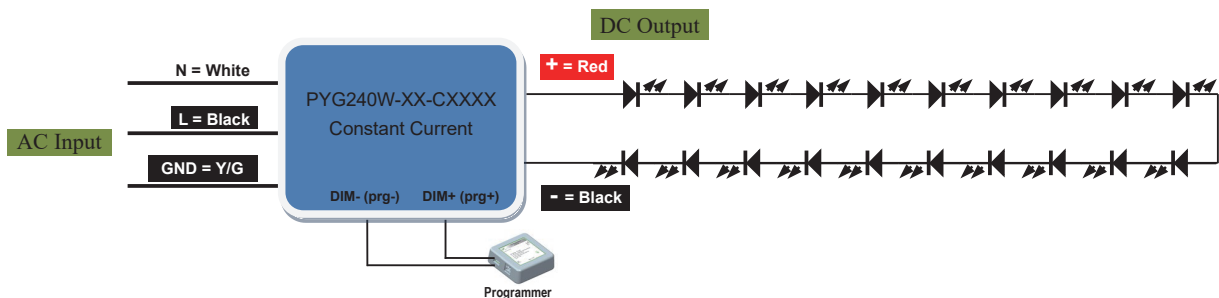 DC Output
+ = Red
N = White
PYG240W-XX-CXXXX
L = Black
Constant Current
AC Input
GND = Y/G
DIM- (prg-) DIM+ (prg+)
- = Black
Programmer